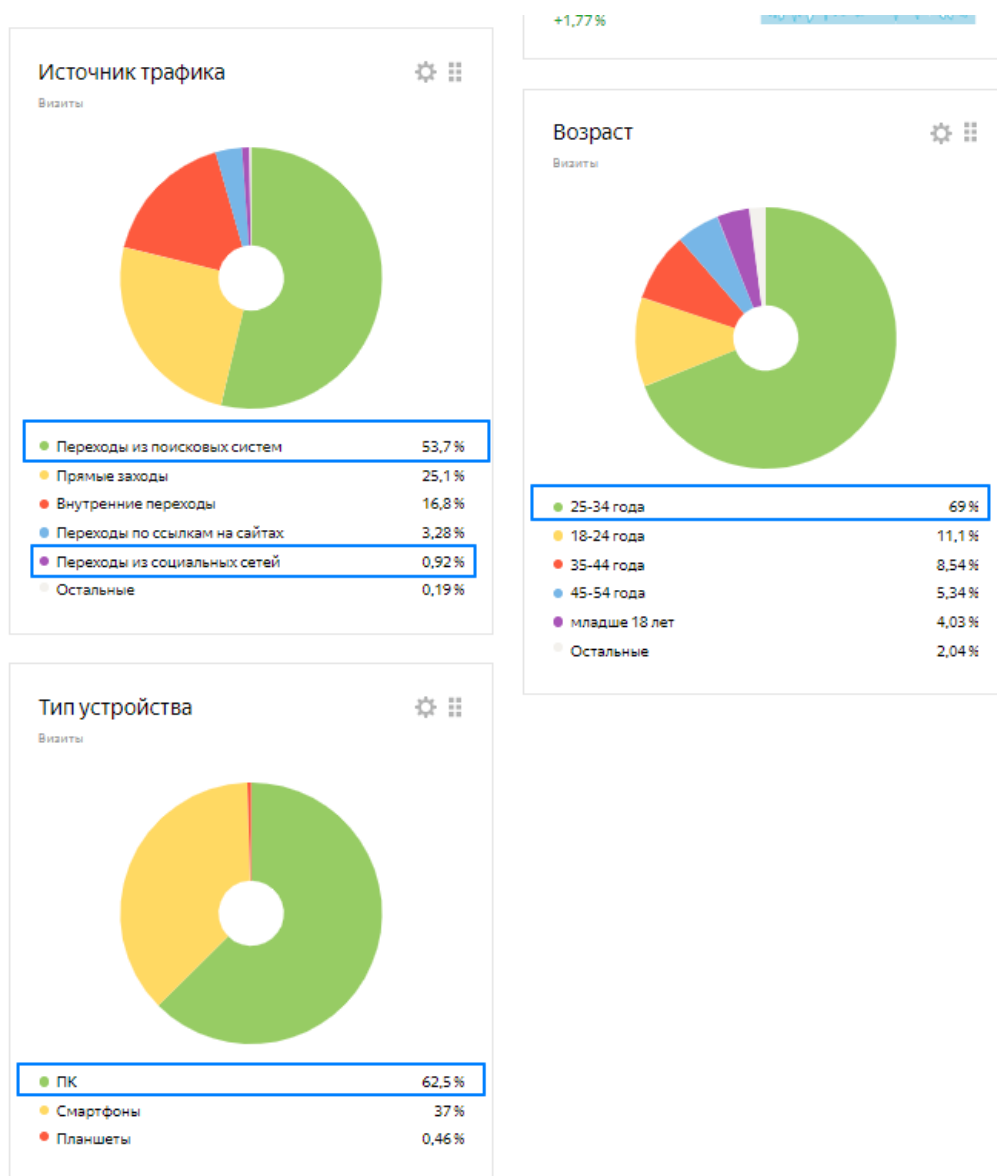 +1,77 %
Источник трафика
Визиты
Переходы из поисковых систем 53,7 %
Прямые заходы 25,1 %
Внутренние переходы 16,8 %
Переходы по ссылкам на сайтах 3,28 %
Переходы из социальных сетей 0,92 %
Остальные 0,19 %
Возраст
Визиты
25-34 года 69 %
18-24 года 11,1 %
35-44 года 8,54 %
45-54 года 5,34 %
младше 18 лет 4,03 %
Остальные 2,04 %
Тип устройства
Визиты
ПК 62,5 %
Смартфоны 37 %
Планшеты 0,46 %